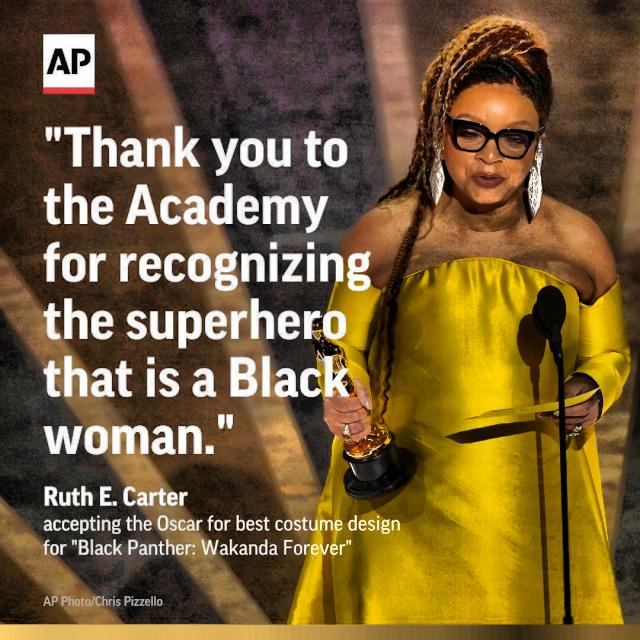 AP
"Thank you to
the Academy
for recognizing
the superhero
that is a Black
woman."
Ruth E. Carter
accepting the Oscar for best costume design
for "Black Panther: Wakanda Forever"
AP Photo/Chris Pizzello